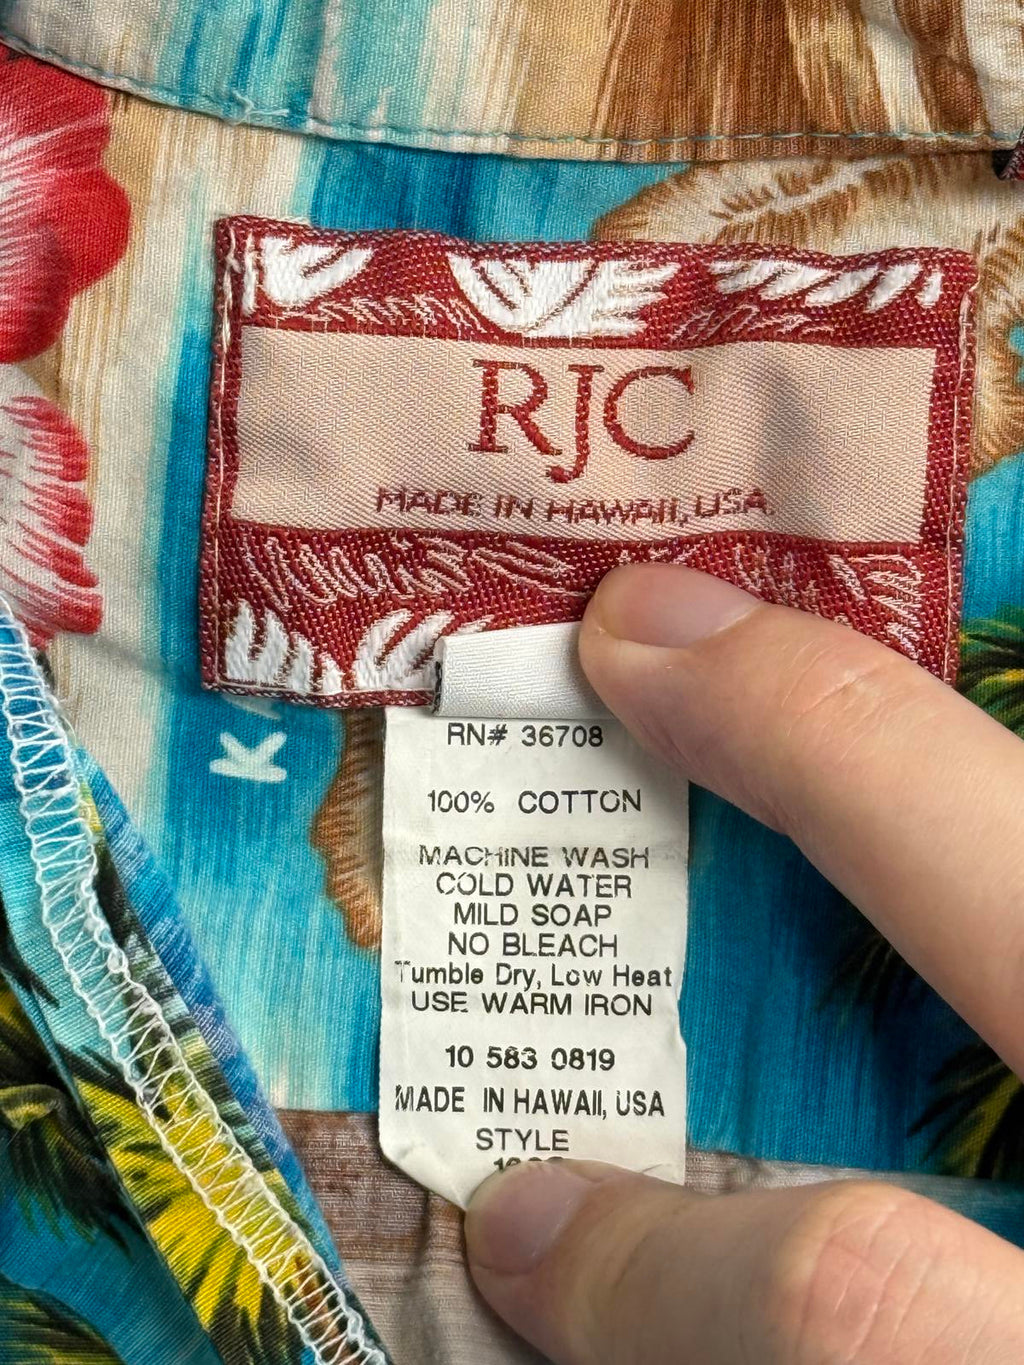 RJC
MADE IN HAWAII, USA.
RN# 36708
100% COTTON
MACHINE WASH
COLD WATER
MILD SOAP
NO BLEACH
Tumble Dry, Low Heat
USE WARM IRON
10 583 0819
MADE IN HAWAII, USA
STYLE